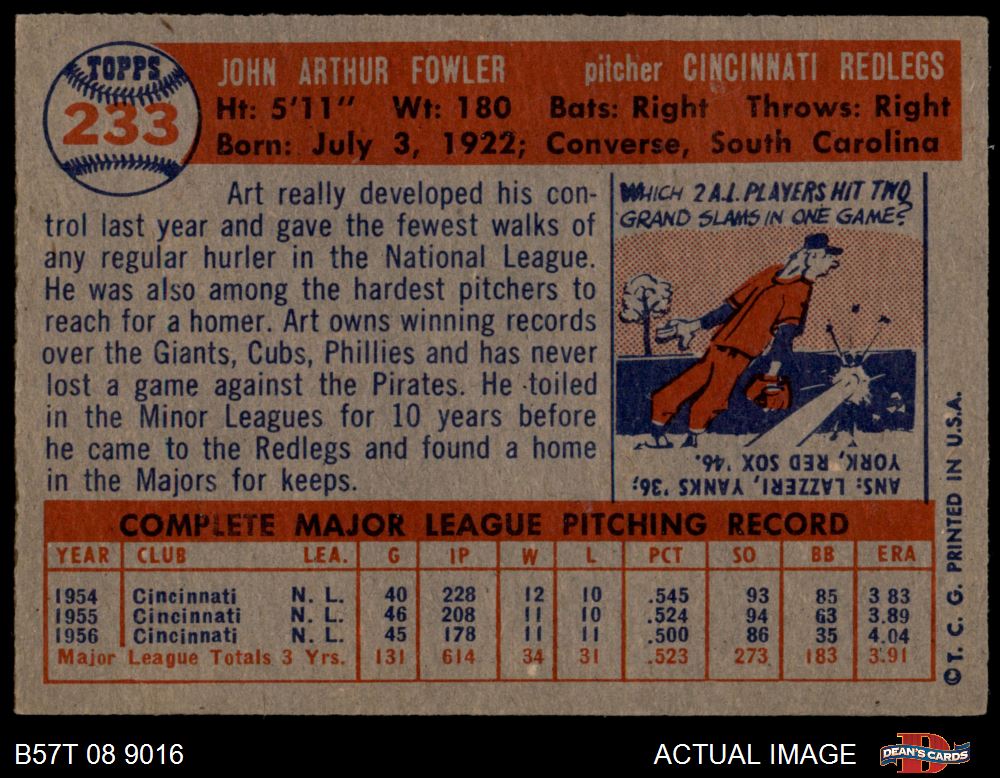 TOPPS
233
JOHN ARTHUR FOWLER pitcher CINCINNATI REDLEGS
Ht: 5'11" Wt: 180 Bats: Right Throws: Right
Born: July 3, 1922; Converse, South Carolina
Art really developed his con-
trol last year and gave the fewest walks of
any regular hurler in the National League.
He was also among the hardest pitchers to
reach for a homer. Art owns winning records
over the Giants, Cubs, Phillies and has never
lost a game against the Pirates. He toiled
in the Minor Leagues for 10 years before
he came to the Redlegs and found a home
in the Majors for keeps.
WHICH 2 A.L. PLAYERS HIT TWO
GRAND SLAMS IN ONE GAME?
ANS: LAZZERI, YANKS '36;
YORK, RED SOX '46.
COMPLETE MAJOR LEAGUE PITCHING RECORD
YEAR CLUB LEA. G IP W L PCT SO BB ERA
1954 Cincinnati N. L. 40 228 12 10 .545 93 85 3 83
1955 Cincinnati N. L. 46 208 11 10 .524 94 63 3.89
1956 Cincinnati N. L. 45 178 11 11 .500 86 35 4.04
Major League Totals 3 Yrs. 131 614 34 31 .523 273 183 3.91
©T. C. G. PRINTED IN U.S.A.
B57T 08 9016 ACTUAL IMAGE
DEAN'S CARDS